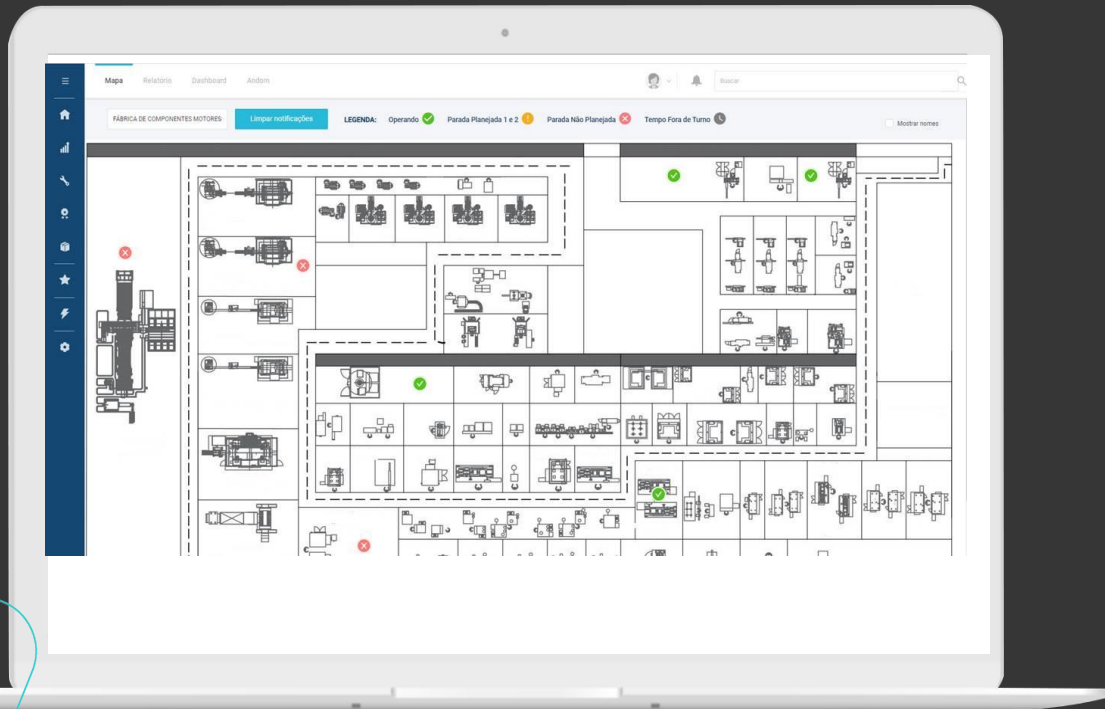 Mapa Relatório Dashboard Andom
Buscar
FÁBRICA DE COMPONENTES MOTORES
Limpar notificações
LEGENDA: Operando Parada Planejada 1 e 2 Parada Não Planejada Tempo Fora de Turno
Mostrar nomes